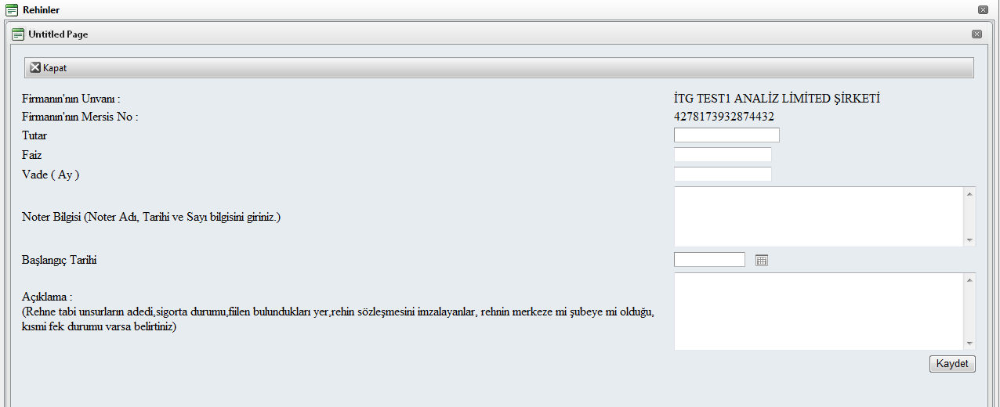 Rehinler
Untitled Page
Kapat
Firmanın'nın Unvanı : İTG TEST1 ANALİZ LİMİTED ŞİRKETİ
Firmanın'nın Mersis No : 4278173932874432
Tutar
Faiz
Vade ( Ay )
Noter Bilgisi (Noter Adı, Tarihi ve Sayı bilgisini giriniz.)
Başlangıç Tarihi
Açıklama :
(Rehne tabi unsurların adedi,sigorta durumu,fiilen bulundukları yer,rehin sözleşmesini imzalayanlar, rehnin merkeze mi şubeye mi olduğu,
kısmi fek durumu varsa belirtiniz)
Kaydet